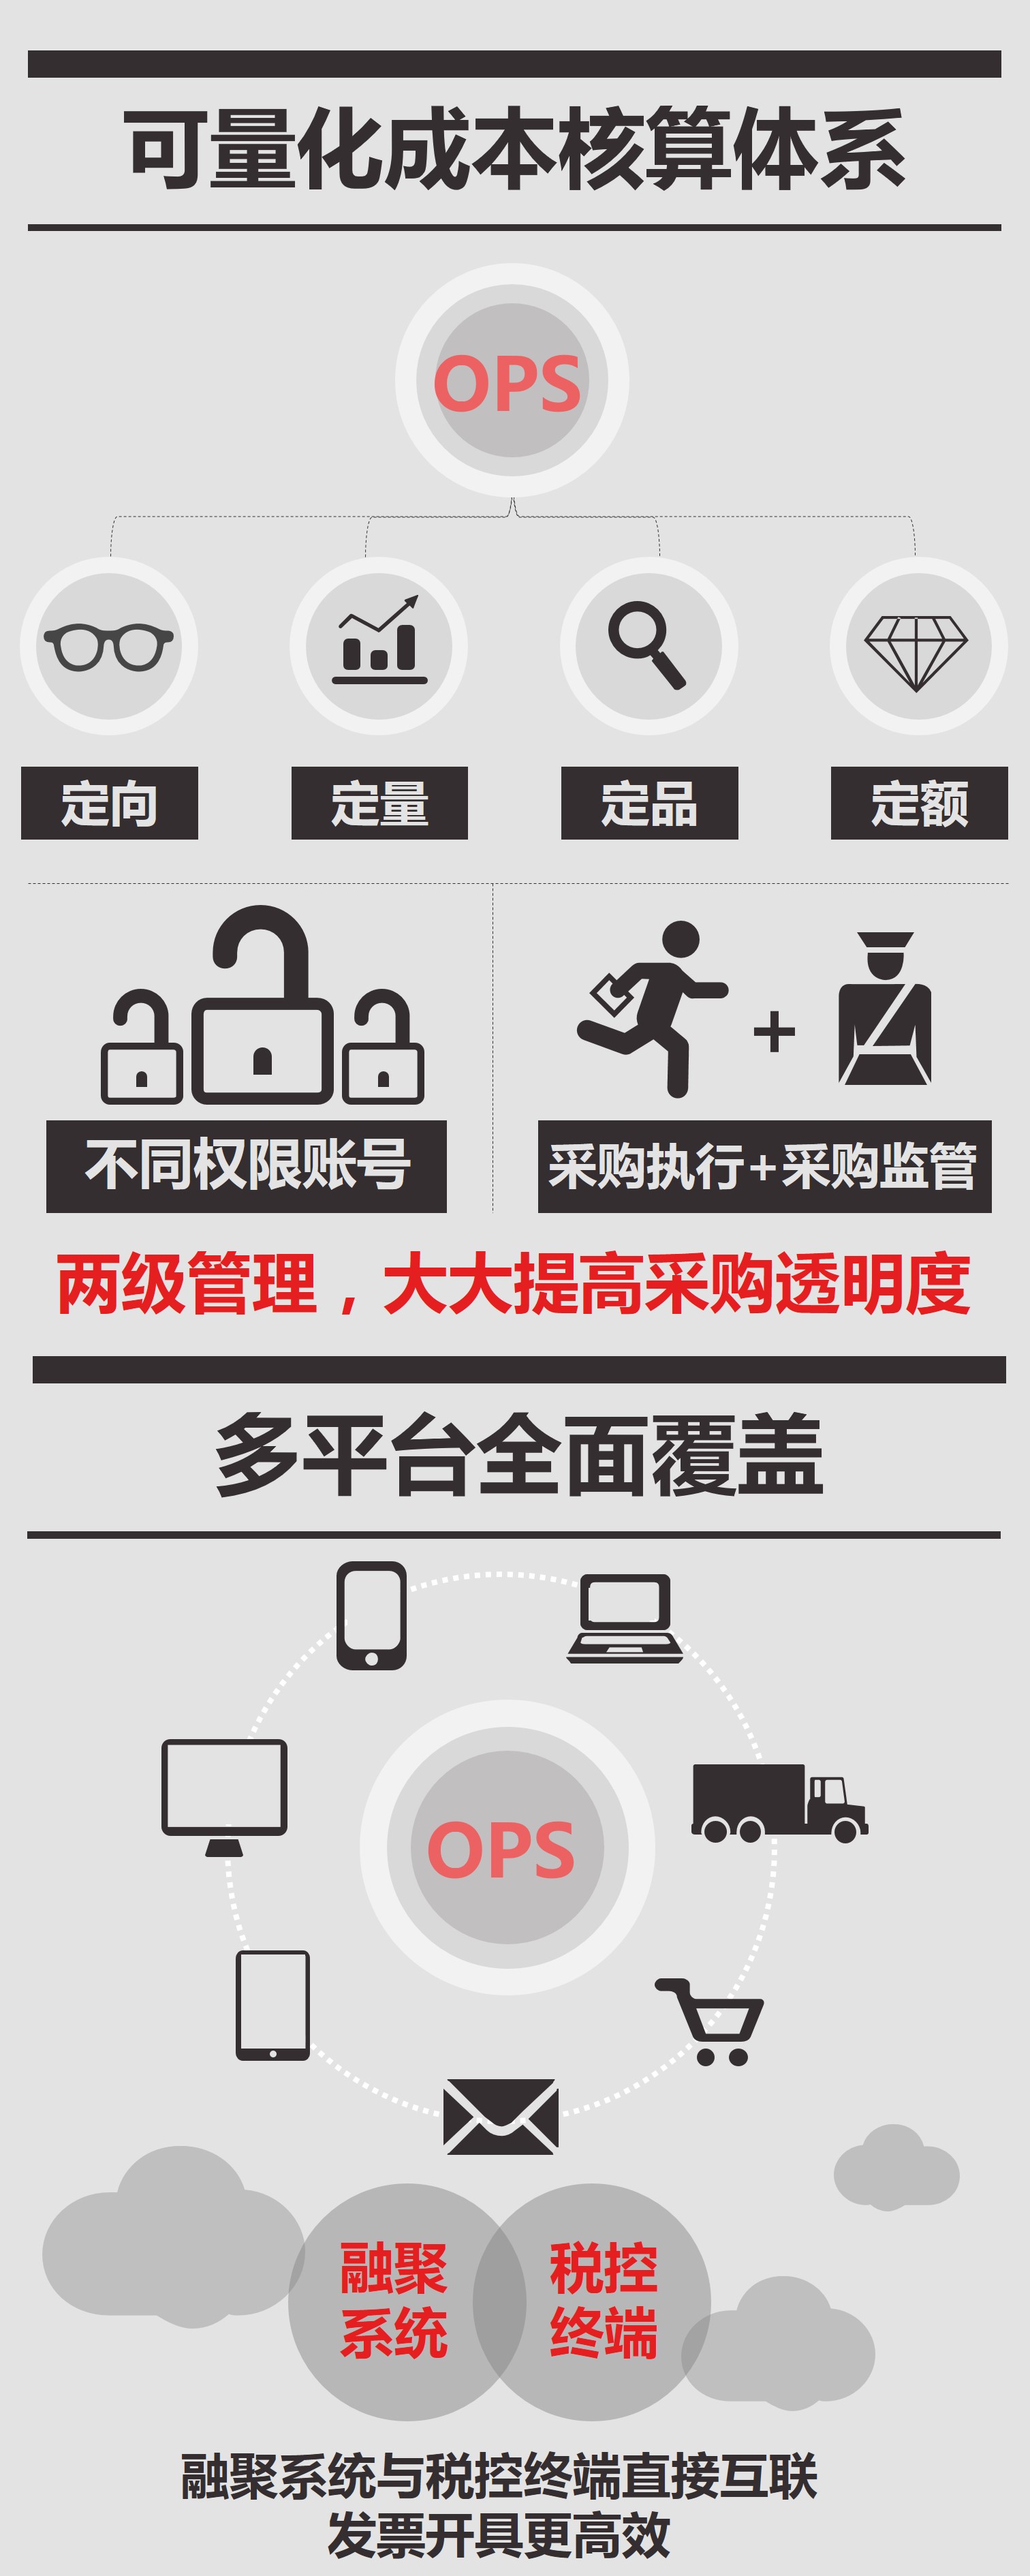 可量化成本核算体系
OPS
定向 定量 定品 定额
不同权限账号 采购执行+采购监管
两级管理，大大提高采购透明度
多平台全面覆盖
OPS
融聚
系统
税控
终端
融聚系统与税控终端直接互联
发票开具更高效